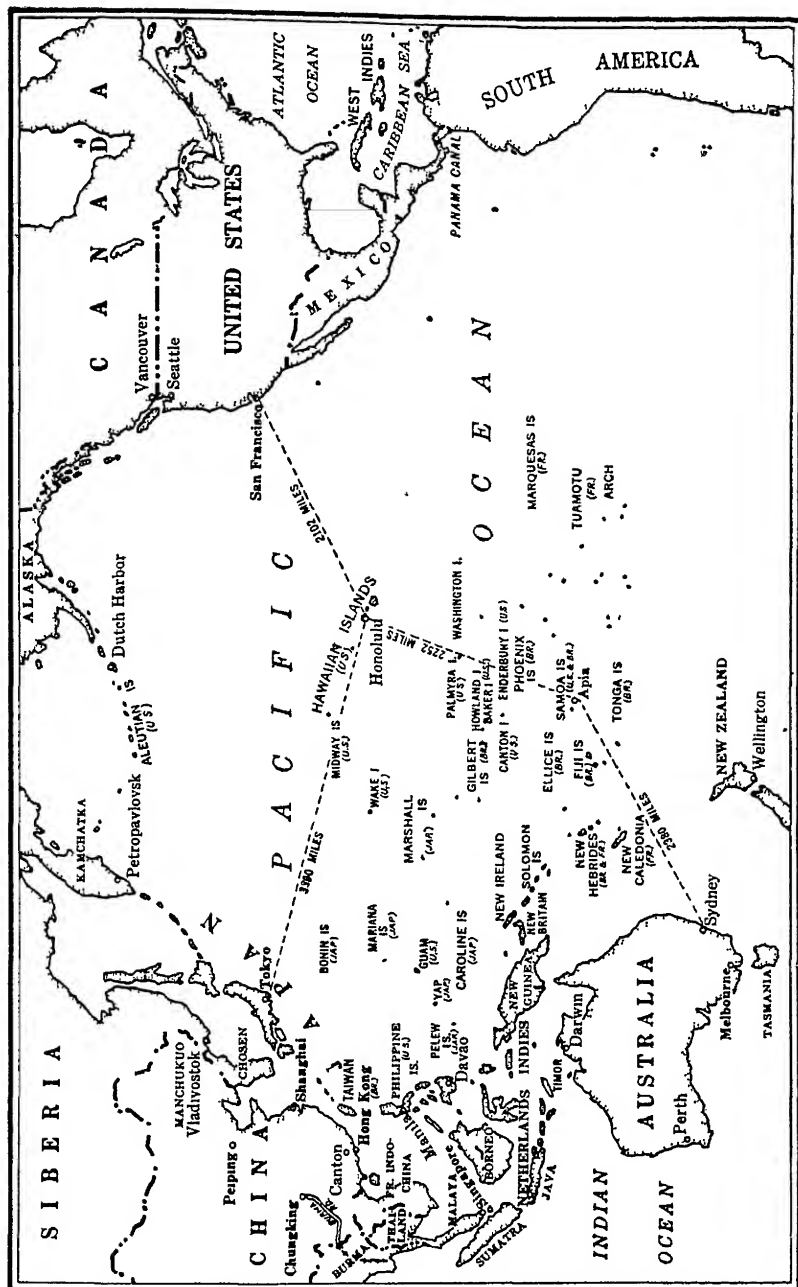 SIBERIA
MANCHUKUO
Vladivostok
Peiping
CHOSEN
CHINA
Shanghai
Chungking
BURMA RD.
Canton
Hong Kong
(BR.)
TAIWAN
BURMA
THAI-
(LAND)
FR. INDO-
CHINA
MALAYA
Singapore
SUMATRA
BORNEO
JAVA
NETHERLANDS INDIES
TIMOR
Manila
PHILIPPINE
IS.
(U.S.)
Davao
PELEW
IS.
(JAP.)
YAP
(JAP.)
GUAM
(U.S.)
CAROLINE IS
(JAP.)
MARIANA
IS
(JAP.)
BONIN IS
(JAP.)
JAPAN
Tokyo
KAMCHATKA
Petropavlovsk
ALEUTIAN IS
(U.S.)
Dutch Harbor
ALASKA
CANADA
Vancouver
Seattle
UNITED STATES
San Francisco
MEXICO
ATLANTIC
OCEAN
WEST INDIES
CARIBBEAN SEA
PANAMA CANAL
SOUTH AMERICA
PACIFIC
OCEAN
3390 MILES
2102 MILES
2252 MILES
HAWAIIAN ISLANDS
(U.S.)
Honolulu
MIDWAY IS
(U.S.)
WAKE I
(U.S.)
MARSHALL IS
(JAP.)
PALMYRA I.
(U.S.)
WASHINGTON I.
HOWLAND I
BAKER I (U.S.)
GILBERT
IS (BR.)
CANTON I
(U.S.)
ENDERBURY I (U.S)
PHOENIX
IS (BR.)
ELLICE IS
(BR.)
SAMOA IS
Apia
FIJI IS
(BR.)
TONGA IS
(BR.)
MARQUESAS IS
(FR.)
TUAMOTU
(FR.)
ARCH
NEW IRELAND
SOLOMON
IS
NEW
BRITAIN
NEW
GUINEA
NEW
HEBRIDES
(BR & FR.)
NEW
CALEDONIA
(FR.)
MILES
Darwin
AUSTRALIA
Perth
Melbourne
Sydney
TASMANIA
NEW ZEALAND
Wellington
INDIAN
OCEAN